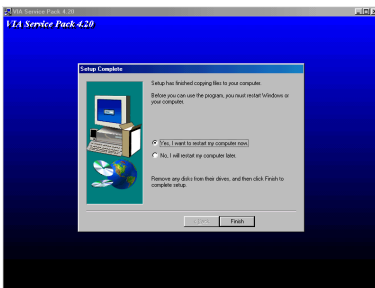 VIA Service Pack 4.20
VIA Service Pack 4.20
Setup Complete
Setup has finished copying files to your computer.
Before you can use the program, you must restart Windows or
your computer.
Yes, I want to restart my computer now.
No, I will restart my computer later.
Remove any disks from their drives, and then click Finish to
complete setup.
Finish